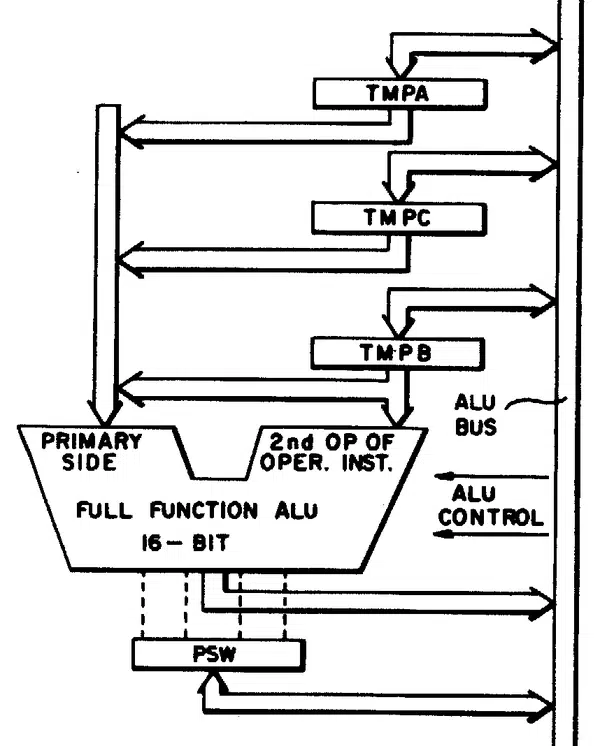 TMPA
TMPC
TMPB
ALU
BUS
PRIMARY
SIDE
2nd OP OF
OPER. INST.
FULL FUNCTION ALU
16-BIT
ALU
CONTROL
PSW